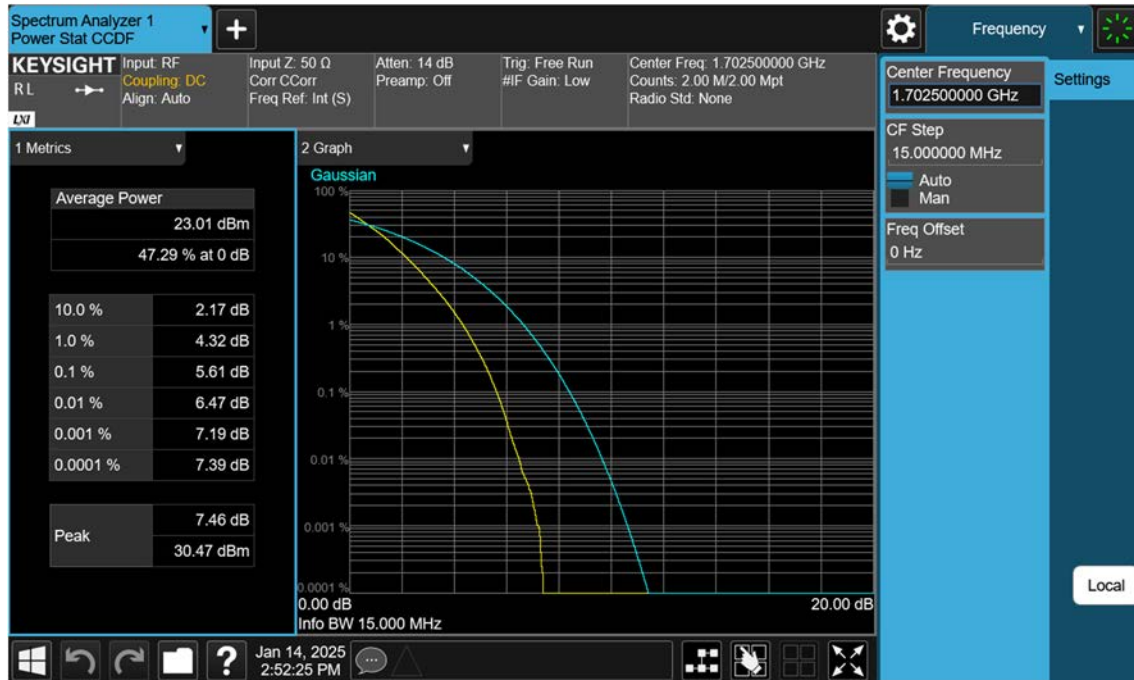 Spectrum Analyzer 1
Power Stat CCDF
Frequency
KEYSIGHT
R L
LXI
Input: RF
Coupling: DC
Align: Auto
Input Z: 50 Ω
Corr CCorr
Freq Ref: Int (S)
Atten: 14 dB
Preamp: Off
Trig: Free Run
#IF Gain: Low
Center Freq: 1.702500000 GHz
Counts: 2.00 M/2.00 Mpt
Radio Std: None
1 Metrics
Average Power
23.01 dBm
47.29 % at 0 dB
10.0 % 2.17 dB
1.0 % 4.32 dB
0.1 % 5.61 dB
0.01 % 6.47 dB
0.001 % 7.19 dB
0.0001 % 7.39 dB
Peak
7.46 dB
30.47 dBm
2 Graph
Gaussian
100 %
10 %
1 %
0.1 %
0.01 %
0.001 %
0.0001 %
0.00 dB 20.00 dB
Info BW 15.000 MHz
Center Frequency
1.702500000 GHz
CF Step
15.000000 MHz
Auto
Man
Freq Offset
0 Hz
Settings
Local
?
Jan 14, 2025
2:52:25 PM